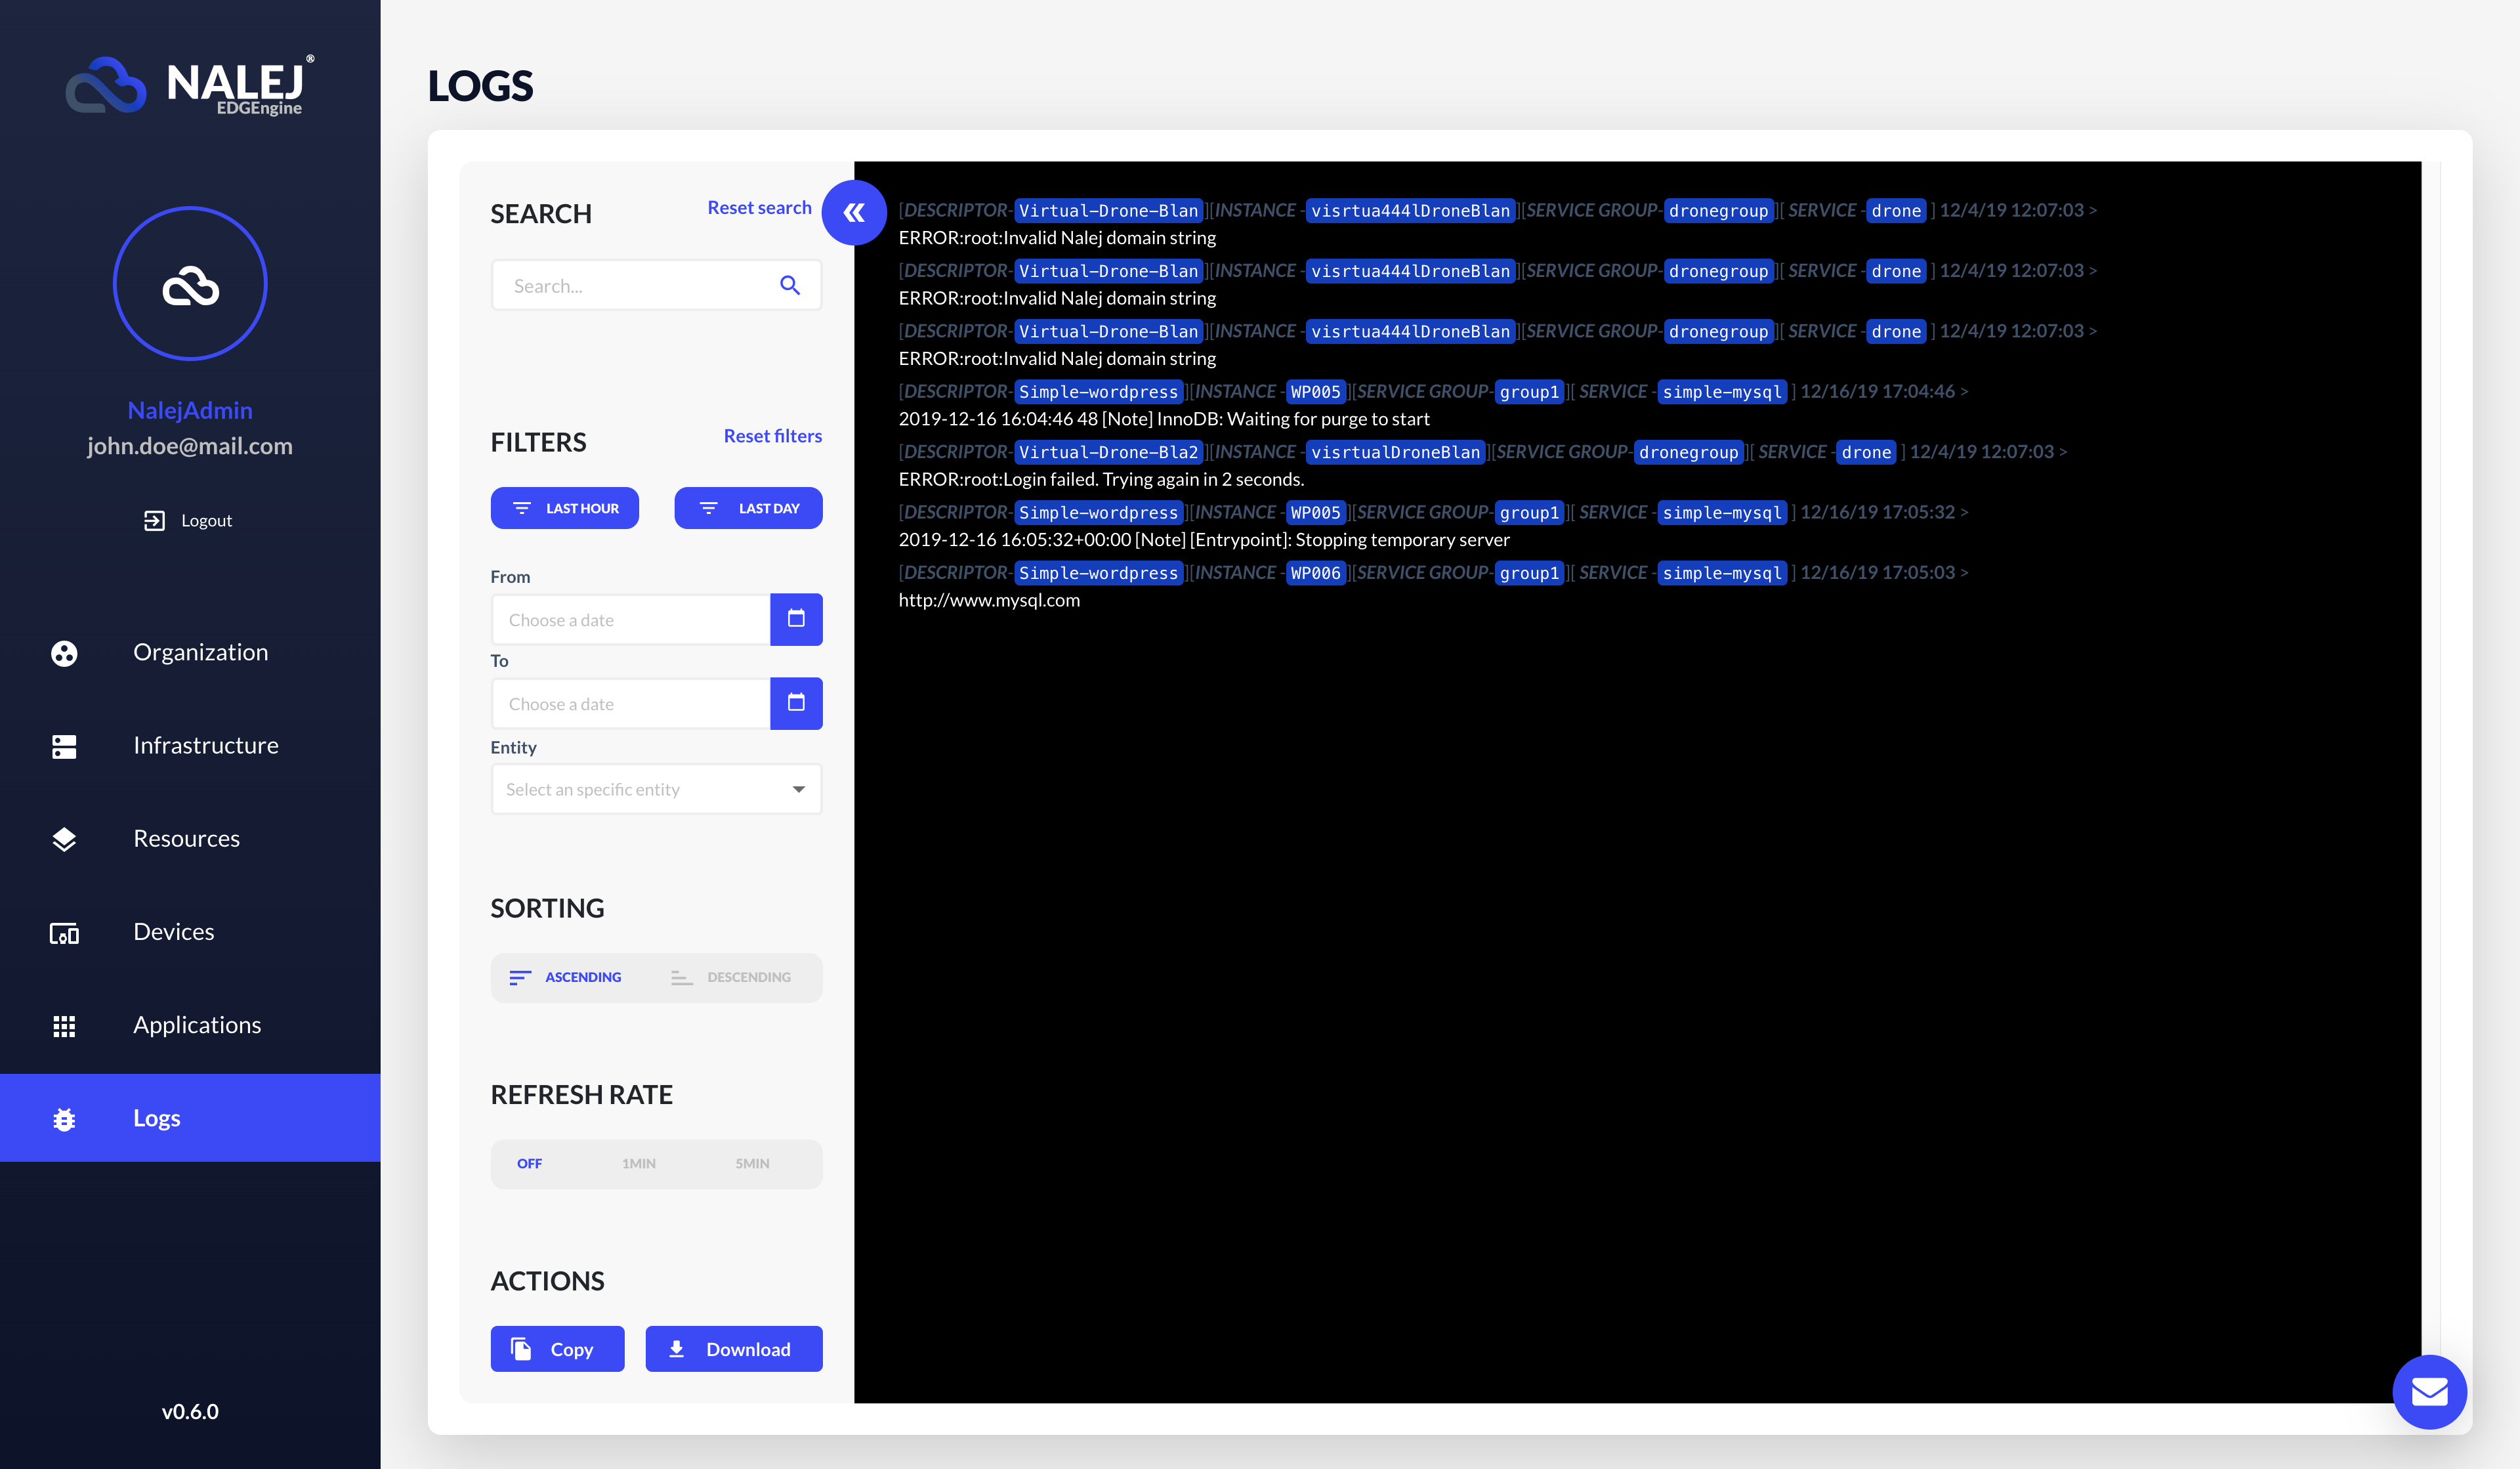 NALEJ®
EDGEngine
NalejAdmin
john.doe@mail.com
Logout
Organization
Infrastructure
Resources
Devices
Applications
Logs
v0.6.0
LOGS
SEARCH
Reset search
Search...
FILTERS
Reset filters
LAST HOUR
LAST DAY
From
Choose a date
To
Choose a date
Entity
Select an specific entity
SORTING
ASCENDING
DESCENDING
REFRESH RATE
OFF
1MIN
5MIN
ACTIONS
Copy
Download
[DESCRIPTOR-Virtual-Drone-Blan][INSTANCE -visrtua444lDroneBlan][SERVICE GROUP-dronegroup][ SERVICE -drone ] 12/4/19 12:07:03 >
ERROR:root:Invalid Nalej domain string
[DESCRIPTOR-Virtual-Drone-Blan][INSTANCE -visrtua444lDroneBlan][SERVICE GROUP-dronegroup][ SERVICE -drone ] 12/4/19 12:07:03 >
ERROR:root:Invalid Nalej domain string
[DESCRIPTOR-Virtual-Drone-Blan][INSTANCE -visrtua444lDroneBlan][SERVICE GROUP-dronegroup][ SERVICE -drone ] 12/4/19 12:07:03 >
ERROR:root:Invalid Nalej domain string
[DESCRIPTOR-Simple-wordpress][INSTANCE -WP005][SERVICE GROUP-group1][ SERVICE -simple-mysql ] 12/16/19 17:04:46 >
2019-12-16 16:04:46 48 [Note] InnoDB: Waiting for purge to start
[DESCRIPTOR-Virtual-Drone-Bla2][INSTANCE -visrtualDroneBlan][SERVICE GROUP-dronegroup][ SERVICE -drone ] 12/4/19 12:07:03 >
ERROR:root:Login failed. Trying again in 2 seconds.
[DESCRIPTOR-Simple-wordpress][INSTANCE -WP005][SERVICE GROUP-group1][ SERVICE -simple-mysql ] 12/16/19 17:05:32 >
2019-12-16 16:05:32+00:00 [Note] [Entrypoint]: Stopping temporary server
[DESCRIPTOR-Simple-wordpress][INSTANCE -WP006][SERVICE GROUP-group1][ SERVICE -simple-mysql ] 12/16/19 17:05:03 >
http://www.mysql.com